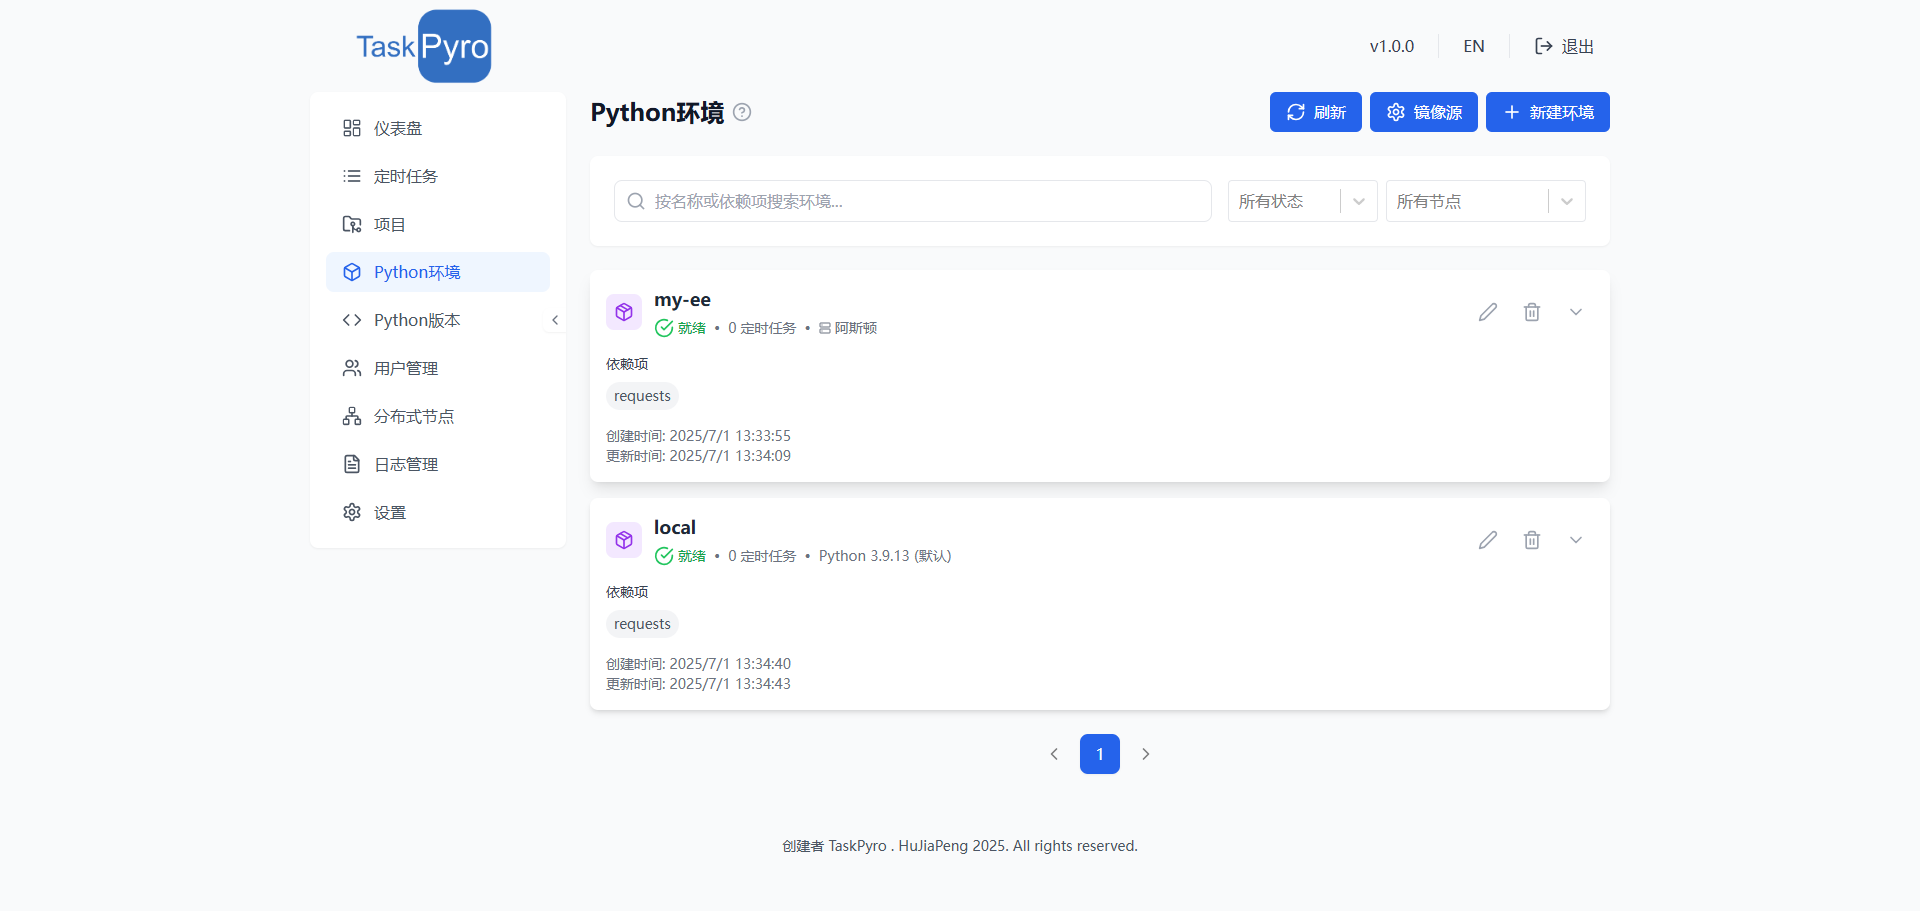 Task Pyro
v1.0.0
EN
退出
仪表盘
定时任务
项目
Python环境
Python版本
用户管理
分布式节点
日志管理
设置
Python环境
刷新
镜像源
新建环境
按名称或依赖项搜索环境...
所有状态
所有节点
my-ee
就绪 • 0 定时任务 • 阿斯顿
依赖项
requests
创建时间: 2025/7/1 13:33:55
更新时间: 2025/7/1 13:34:09
local
就绪 • 0 定时任务 • Python 3.9.13 (默认)
依赖项
requests
创建时间: 2025/7/1 13:34:40
更新时间: 2025/7/1 13:34:43
1
创建者 TaskPyro . HuJiaPeng 2025. All rights reserved.